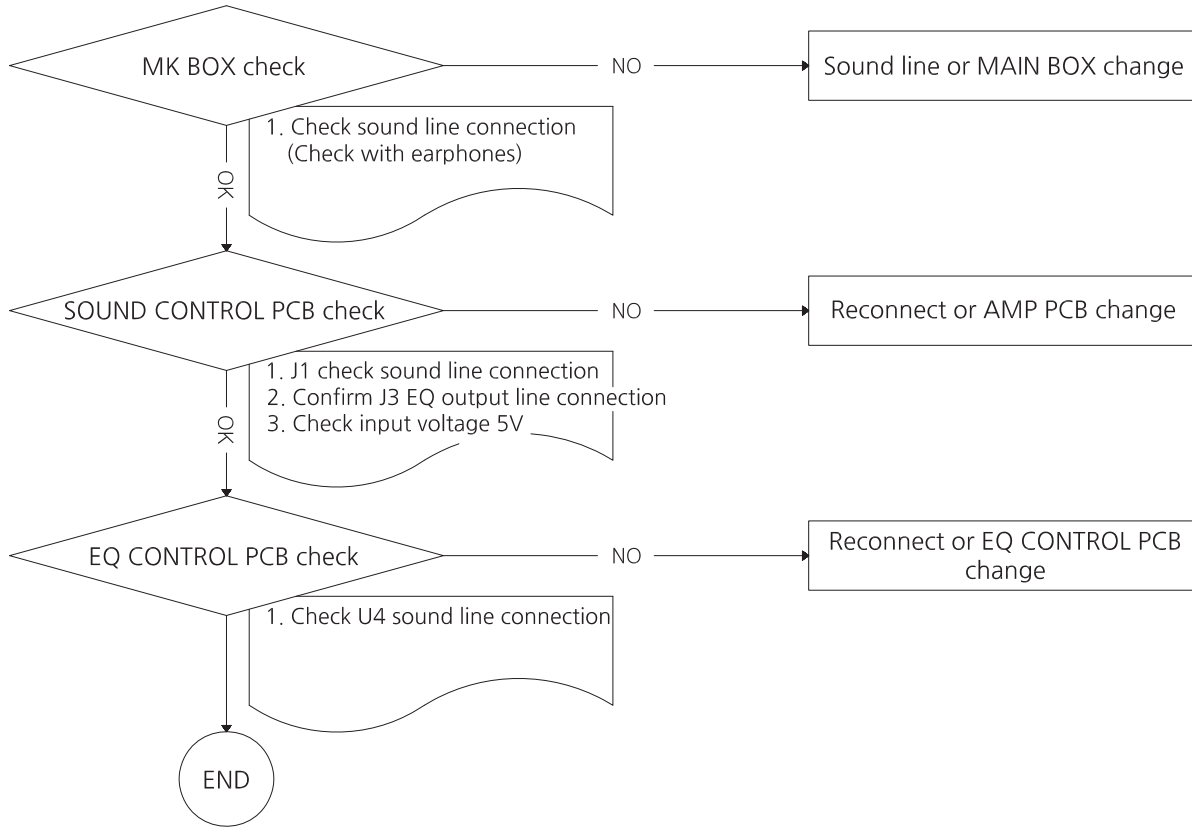 MK BOX check
NO
Sound line or MAIN BOX change
1. Check sound line connection
(Check with earphones)
OK
SOUND CONTROL PCB check
NO
Reconnect or AMP PCB change
1. J1 check sound line connection
2. Confirm J3 EQ output line connection
3. Check input voltage 5V
OK
EQ CONTROL PCB check
NO
Reconnect or EQ CONTROL PCB
change
1. Check U4 sound line connection
END